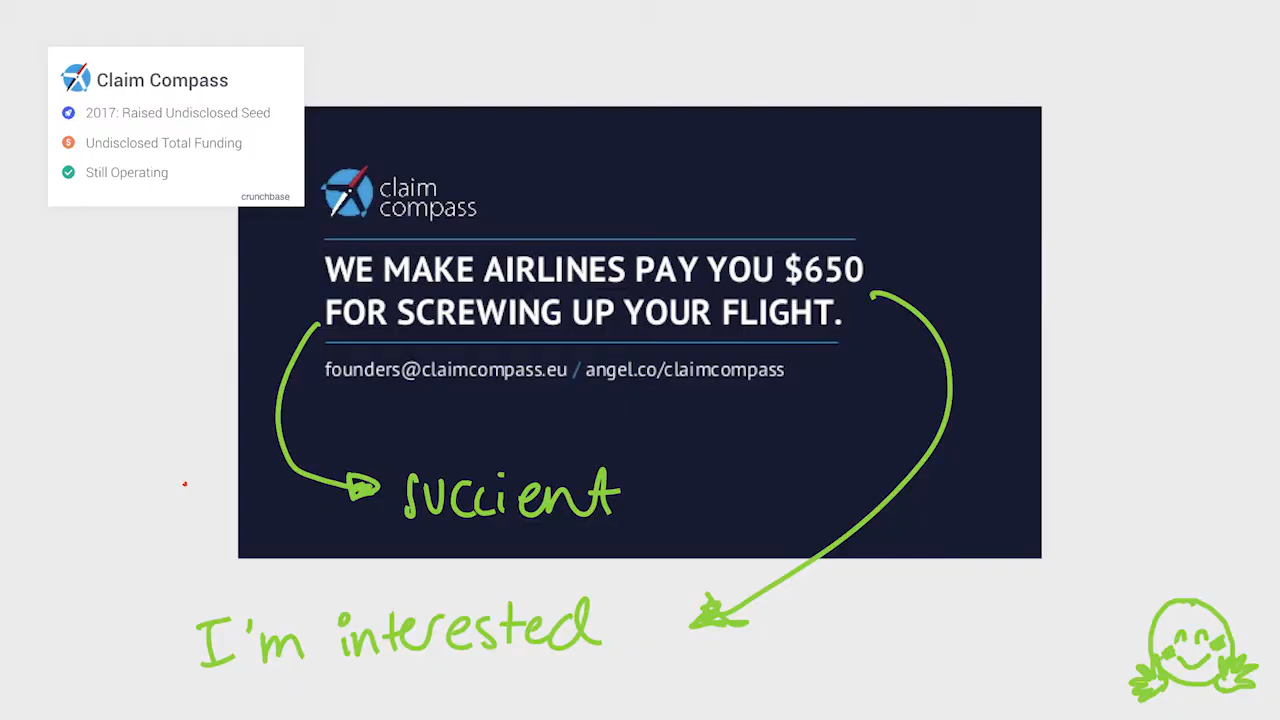 Claim Compass
2017: Raised Undisclosed Seed
Undisclosed Total Funding
Still Operating
crunchbase
claim
compass
WE MAKE AIRLINES PAY YOU $650
FOR SCREWING UP YOUR FLIGHT.
founders@claimcompass.eu / angel.co/claimcompass
succient
I'm interested